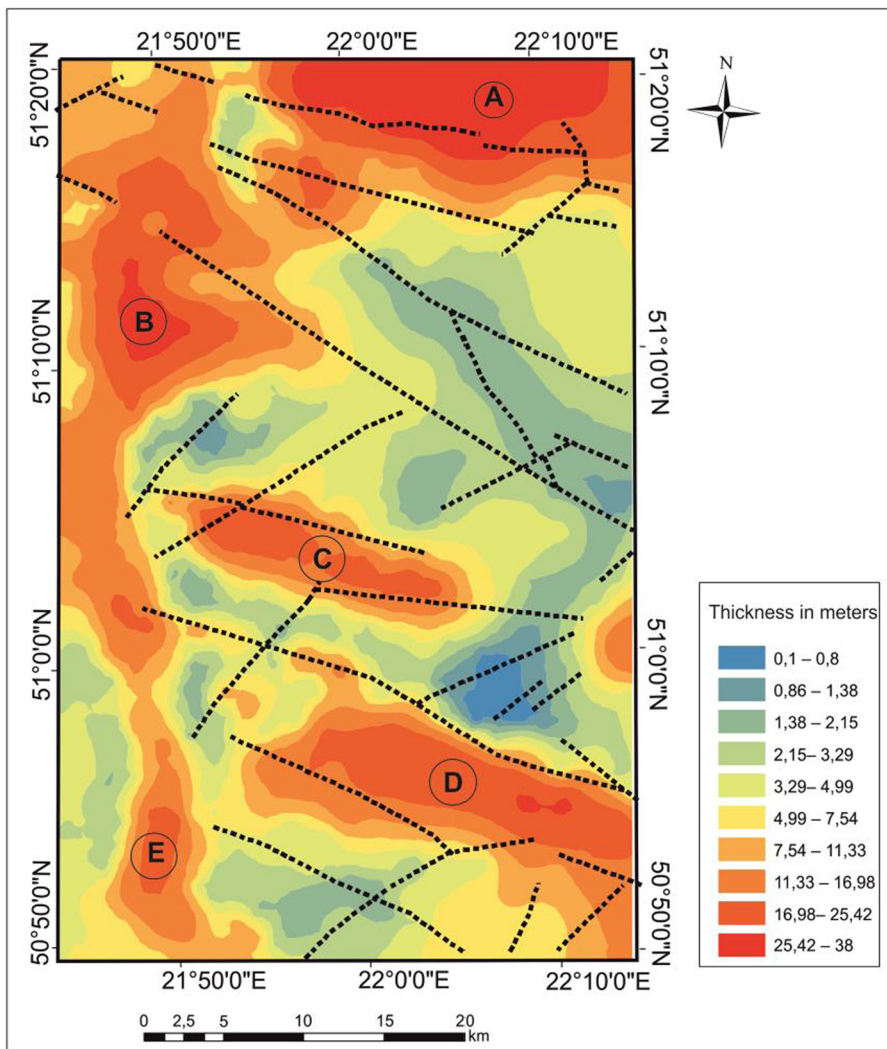 21°50'0"E 22°0'0"E 22°10'0"E
N
51°20'0"N
51°20'0"N
A
B
51°10'0"N
51°10'0"N
C
51°0'0"N
51°0'0"N
D
E
50°50'0"N
50°50'0"N
21°50'0"E 22°0'0"E 22°10'0"E
Thickness in meters
0,1 – 0,8
0,86 – 1,38
1,38 – 2,15
2,15– 3,29
3,29 – 4,99
4,99 – 7,54
7,54 – 11,33
11,33 – 16,98
16,98– 25,42
25,42 – 38
0 2,5 5 10 15 20
km